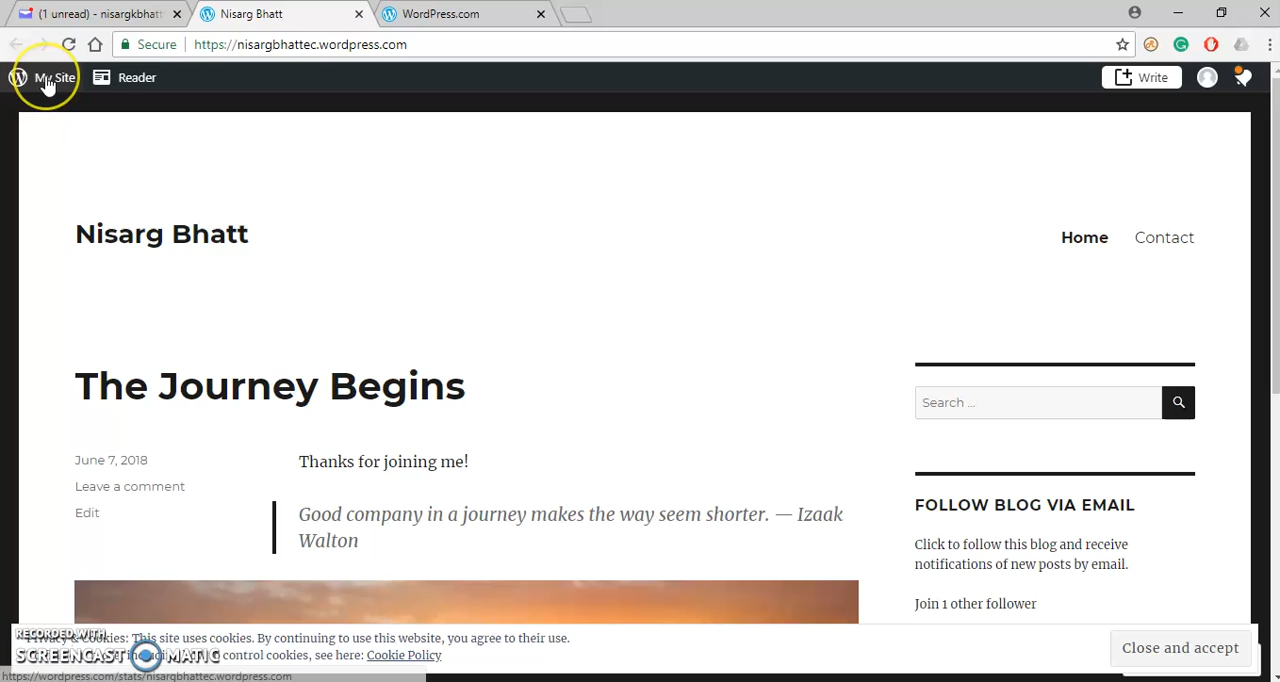 (1 unread) - nisargkbhatt
Nisarg Bhatt
WordPress.com
Secure
https://nisargbhattec.wordpress.com
My Site
Reader
Write
Nisarg Bhatt
Home
Contact
The Journey Begins
June 7, 2018
Leave a comment
Edit
Thanks for joining me!
Good company in a journey makes the way seem shorter. — Izaak
Walton
Search ...
FOLLOW BLOG VIA EMAIL
Click to follow this blog and receive
notifications of new posts by email.
Join 1 other follower
Privacy & Cookies: This site uses cookies. By continuing to use this website, you agree to their use.
control cookies, see here: Cookie Policy
Close and accept
RECORDED WITH
SCREENCAST MATIC
https://wordpress.com/stats/nisargbhattec.wordpress.com